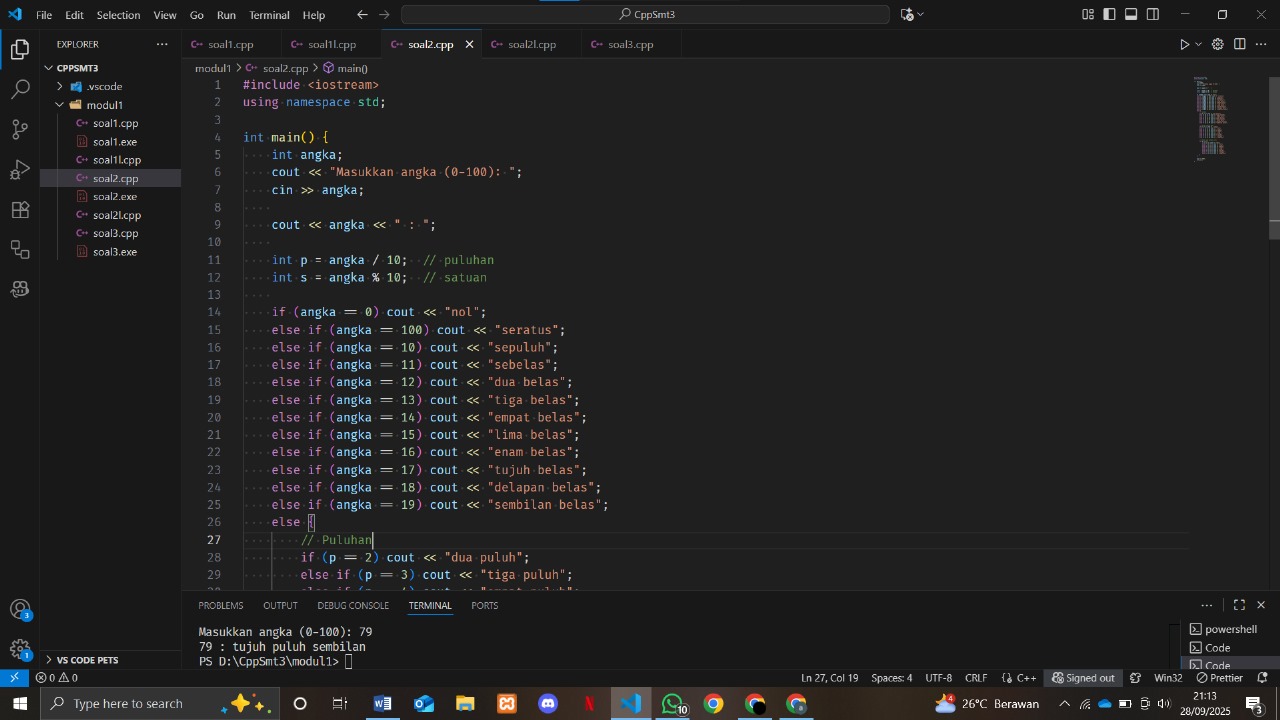 File Edit Selection View Go Run Terminal Help CppSmt3
EXPLORER
soal1.cpp soal1l.cpp soal2.cpp soal2l.cpp soal3.cpp
CPPSMT3
.vscode
modul1
soal1.cpp
soal1.exe
soal1l.cpp
soal2.cpp
soal2.exe
soal2l.cpp
soal3.cpp
soal3.exe
VS CODE PETS
modul1 > soal2.cpp > main()
1 #include <iostream>
2 using namespace std;
3
4 int main() {
5 int angka;
6 cout << "Masukkan angka (0-100): ";
7 cin >> angka;
8
9 cout << angka << " : ";
10
11 int p = angka / 10; // puluhan
12 int s = angka % 10; // satuan
13
14 if (angka == 0) cout << "nol";
15 else if (angka == 100) cout << "seratus";
16 else if (angka == 10) cout << "sepuluh";
17 else if (angka == 11) cout << "sebelas";
18 else if (angka == 12) cout << "dua belas";
19 else if (angka == 13) cout << "tiga belas";
20 else if (angka == 14) cout << "empat belas";
21 else if (angka == 15) cout << "lima belas";
22 else if (angka == 16) cout << "enam belas";
23 else if (angka == 17) cout << "tujuh belas";
24 else if (angka == 18) cout << "delapan belas";
25 else if (angka == 19) cout << "sembilan belas";
26 else {
27 // Puluhan
28 if (p == 2) cout << "dua puluh";
29 else if (p == 3) cout << "tiga puluh";
PROBLEMS OUTPUT DEBUG CONSOLE TERMINAL PORTS
Masukkan angka (0-100): 79
79 : tujuh puluh sembilan
PS D:\CppSmt3\modul1>
powershell
Code
Code
3
1
0 0 Ln 27, Col 19 Spaces: 4 UTF-8 CRLF {} C++ Signed out Win32 Prettier
Type here to search 10 26°C Berawan 21:13
28/09/2025 3